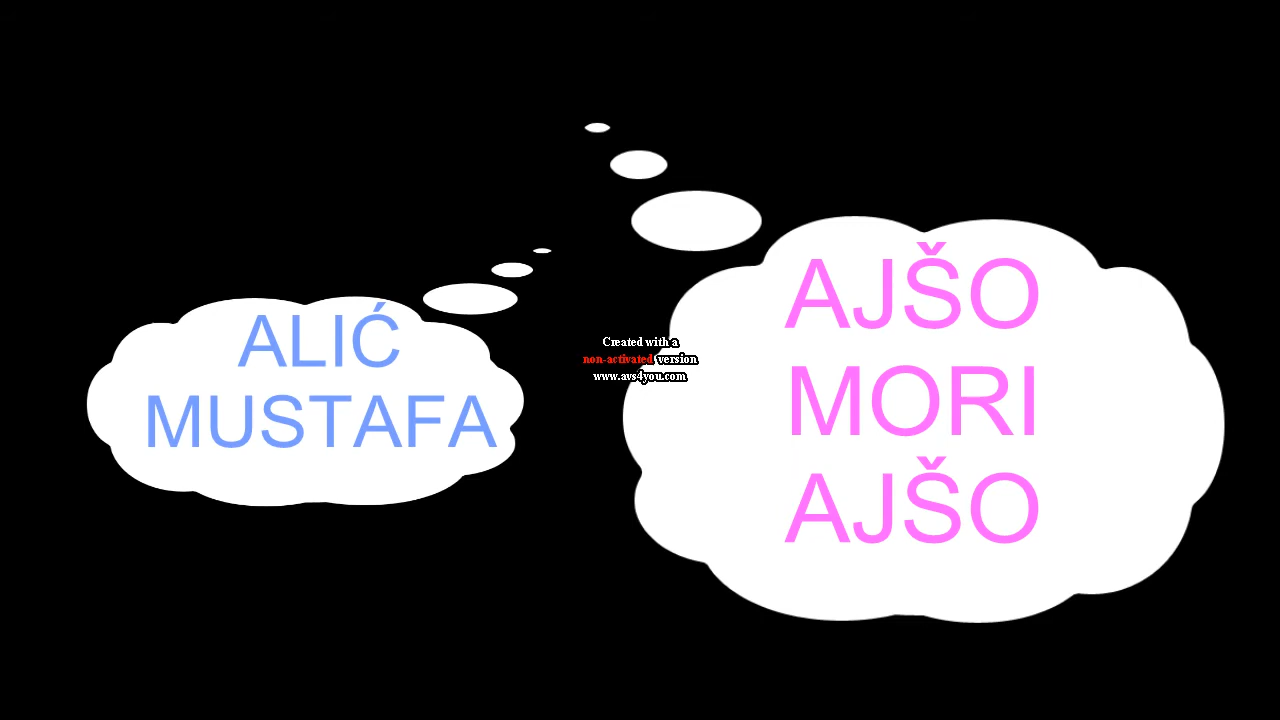 ALIĆ
MUSTAFA
Created with a
non-activated version
www.avs4you.com
AJŠO
MORI
AJŠO